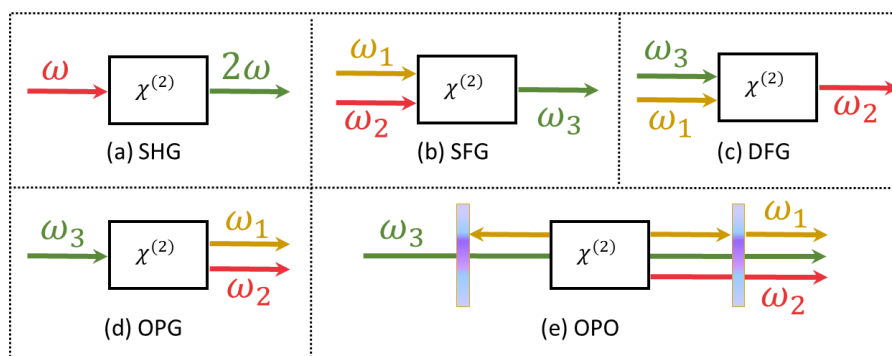 ω
χ⁽²⁾
2ω
(a) SHG
ω₁
ω₂
χ⁽²⁾
ω₃
(b) SFG
ω₃
ω₁
χ⁽²⁾
ω₂
(c) DFG
ω₃
χ⁽²⁾
ω₁
ω₂
(d) OPG
ω₃
χ⁽²⁾
ω₁
ω₂
(e) OPO